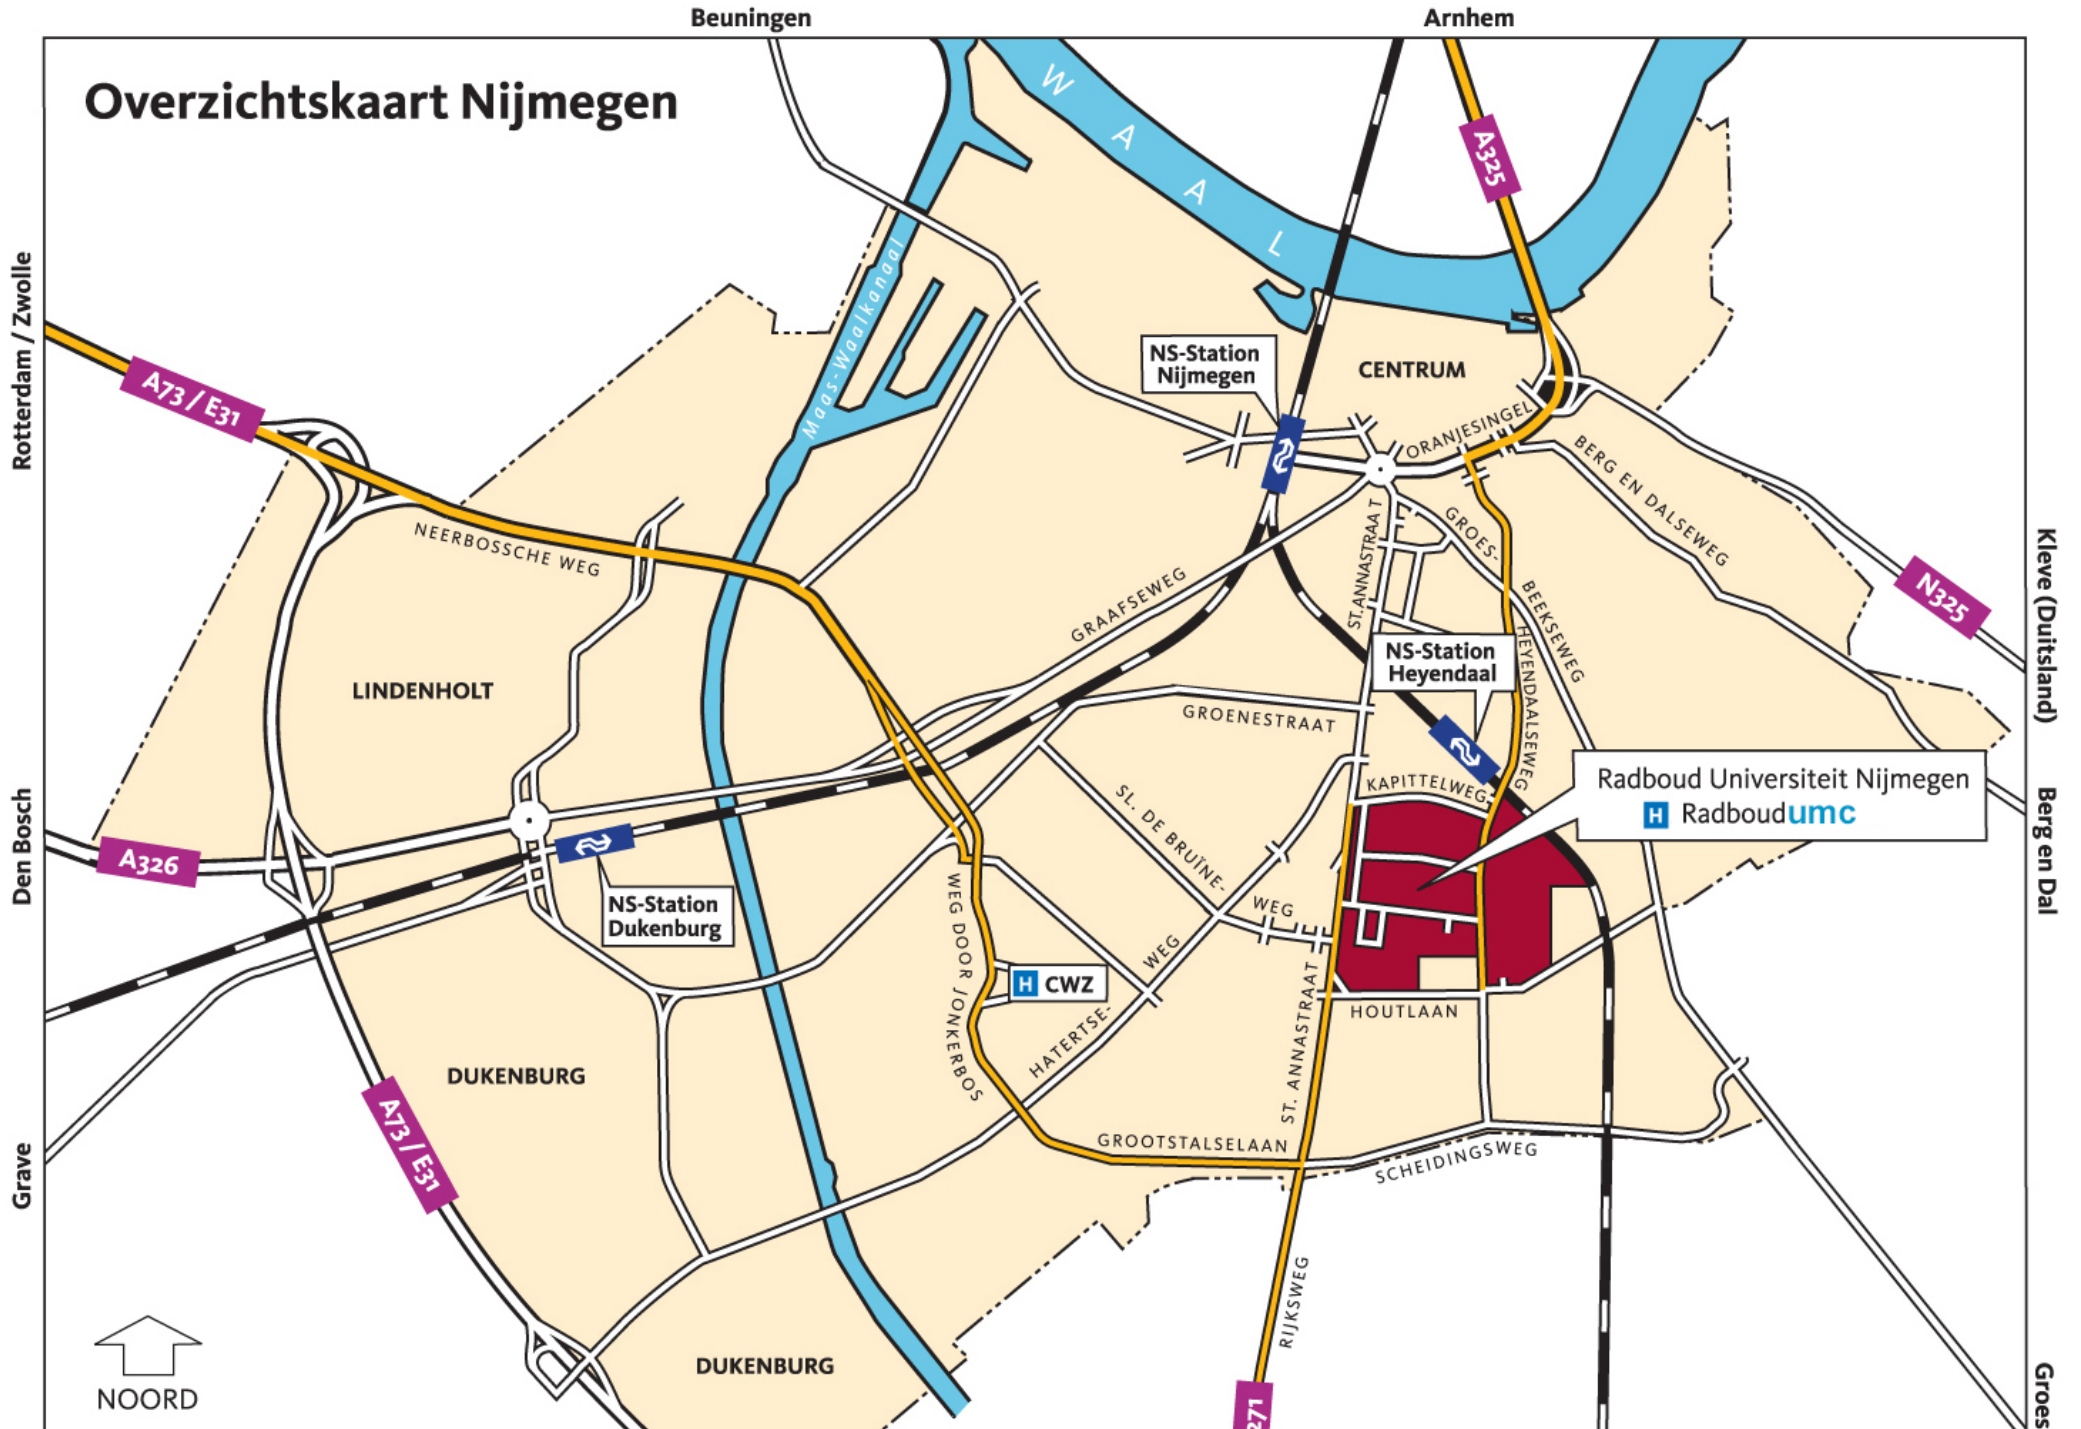 Beuningen
Arnhem
Overzichtskaart Nijmegen
WAAL
A325
Rotterdam / Zwolle
Maas-Waalkanaal
NS-Station
Nijmegen
CENTRUM
A73 / E31
ORANJESINGEL
BERG EN DALSEWEG
NEERBOSSCHE WEG
GROES-
BEEKSEWEG
ST.ANNASTRAAT
GRAAFSEWEG
N325
Kleve (Duitsland)
NS-Station
Heyendaal
HEYENDAALSEWEG
LINDENHOLT
GROENESTRAAT
KAPITTELWEG
Radboud Universiteit Nijmegen
H Radboudumc
SL. DE BRUÏNE-
WEG
Den Bosch
A326
Berg en Dal
NS-Station
Dukenburg
WEG DOOR JONKERBOS
H CWZ
HATERTSE-
WEG
ST. ANNASTRAAT
HOUTLAAN
DUKENBURG
A73 / E31
GROOTSTALSELAAN
SCHEIDINGSWEG
Grave
RIJKSWEG
NOORD
DUKENBURG
271
Groes